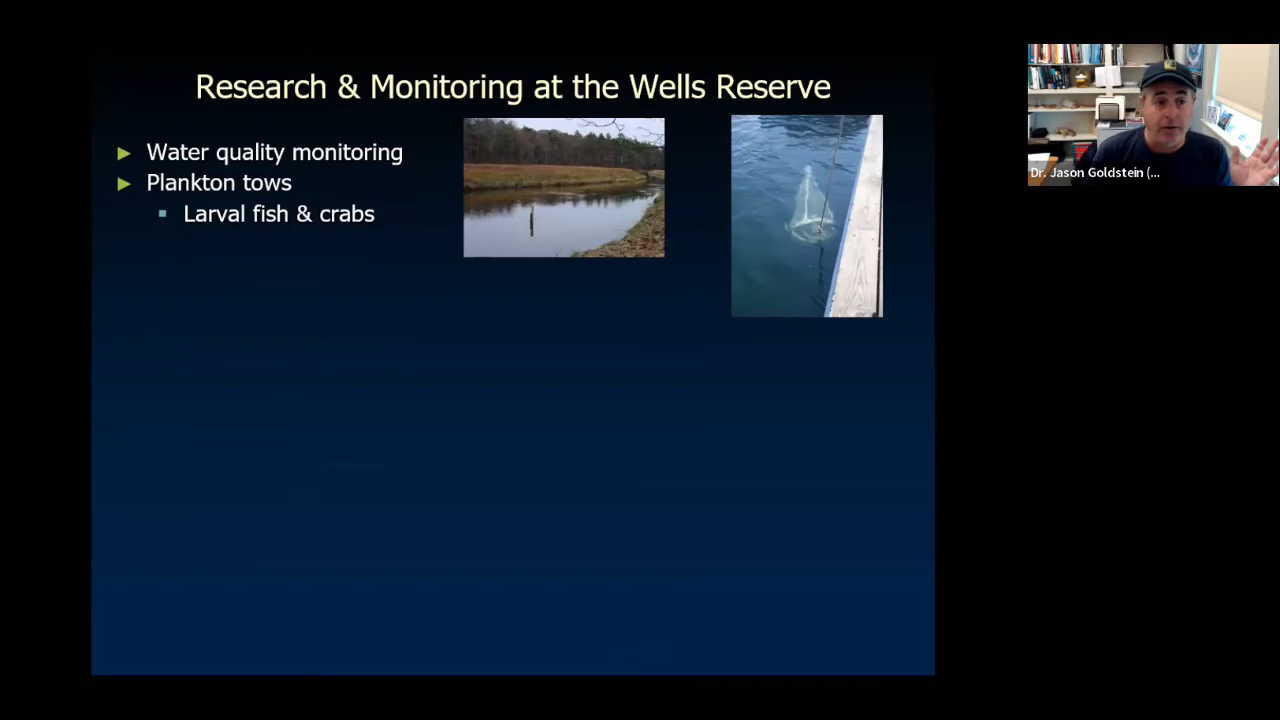 Research & Monitoring at the Wells Reserve
Water quality monitoring
Plankton tows
Larval fish & crabs
Dr. Jason Goldstein (...